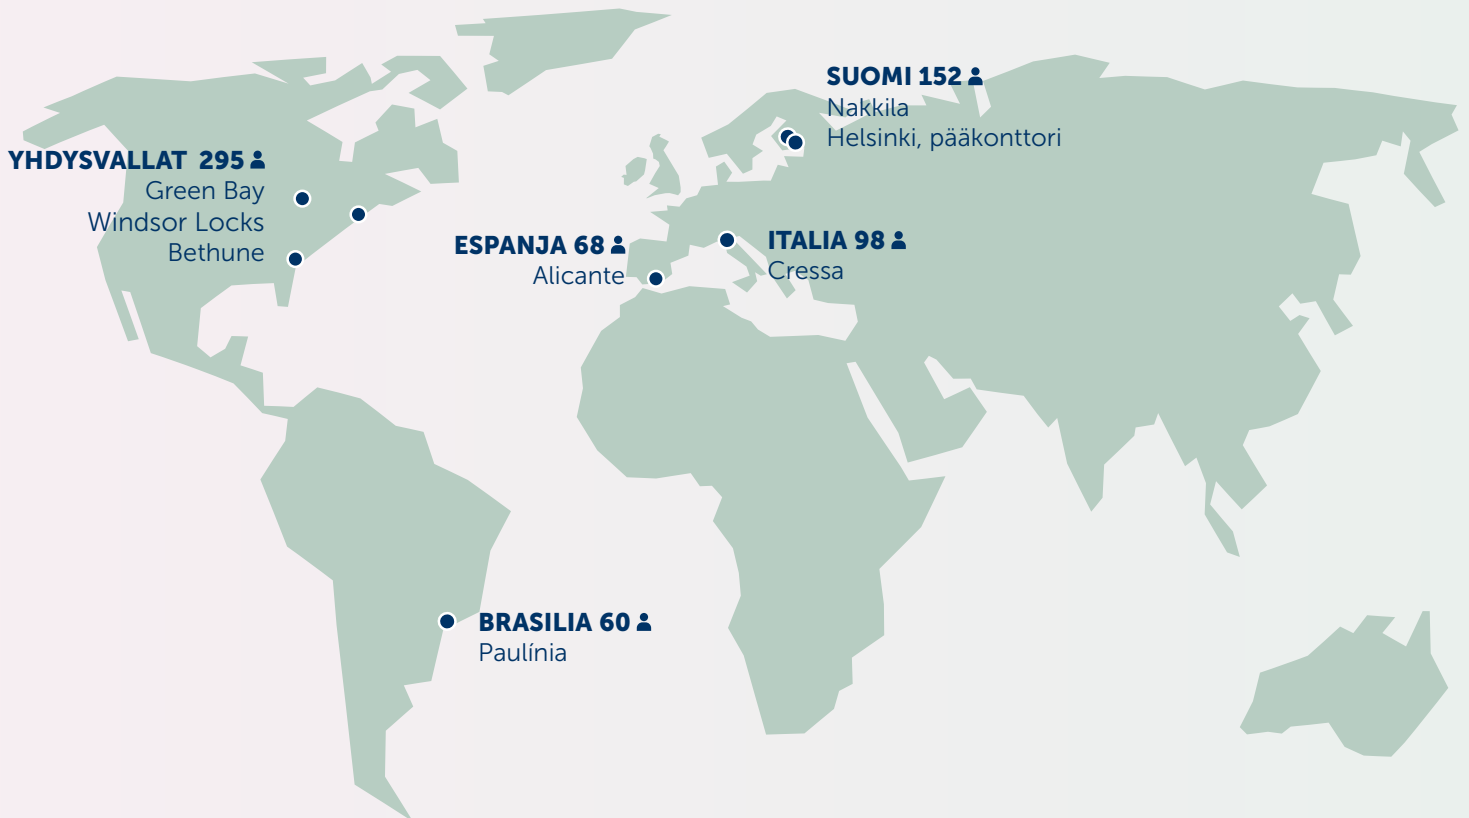 SUOMI 152
Nakkila
Helsinki, pääkonttori
YHDYSVALLAT 295
Green Bay
Windsor Locks
Bethune
ESPANJA 68
Alicante
ITALIA 98
Cressa
BRASILIA 60
Paulínia